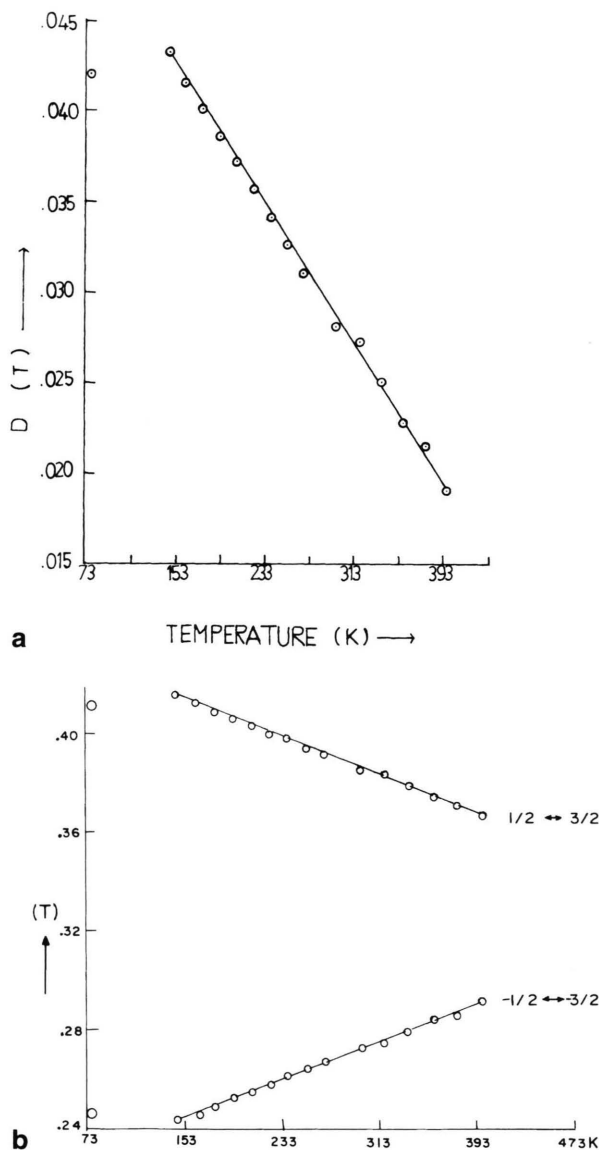 .045
.040
.035
.030
.025
.020
.015
D (T)
73
153
233
313
393
a
TEMPERATURE (K)
.40
.36
.32
.28
.24
(T)
1/2 ↔ 3/2
-1/2 ↔ -3/2
73
153
233
313
393
473K
b